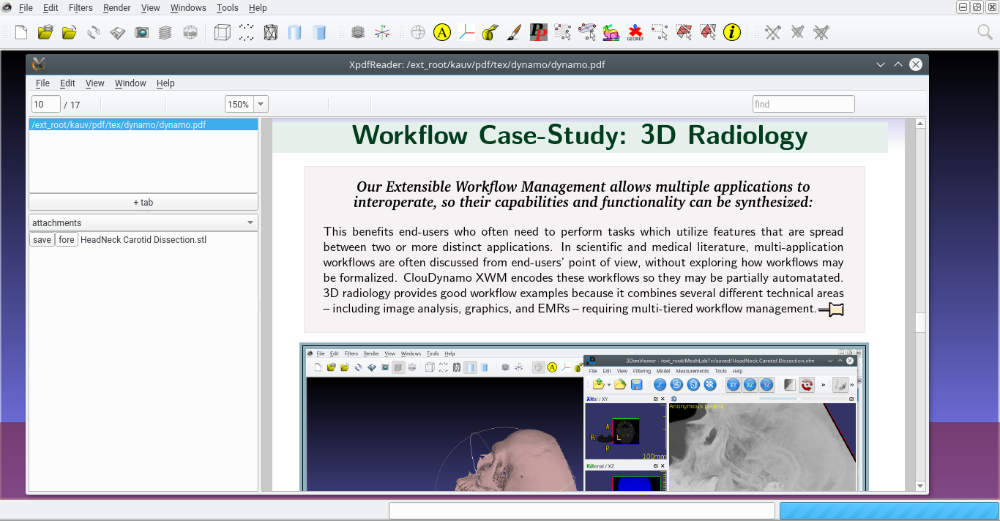 File Edit Filters Render View Windows Tools Help
A
PP
GEOREF
i
XpdfReader: /ext_root/kauv/pdf/tex/dynamo/dynamo.pdf
File Edit View Window Help
10 / 17 150% find
/ext_root/kauv/pdf/tex/dynamo/dynamo.pdf
+ tab
attachments
save fore HeadNeck Carotid Dissection.stl
Workflow Case-Study: 3D Radiology
Our Extensible Workflow Management allows multiple applications to
interoperate, so their capabilities and functionality can be synthesized:
This benefits end-users who often need to perform tasks which utilize features that are spread
between two or more distinct applications. In scientific and medical literature, multi-application
workflows are often discussed from end-users' point of view, without exploring how workflows may
be formalized. ClouDynamo XWM encodes these workflows so they may be partially automatated.
3D radiology provides good workflow examples because it combines several different technical areas
– including image analysis, graphics, and EMRs – requiring multi-tiered workflow management.
File Edit Filters Render View Windows Tools Help
A
3DimViewer - /ext_root/MeshLabTri/saved/HeadNeck Carotid Dissection.vlm
File Edit View Filtering Model Measurements Tools Help
XY XZ YZ » »
/ XY
Anonymous patient
A
R L
P
100mm
/ XZ